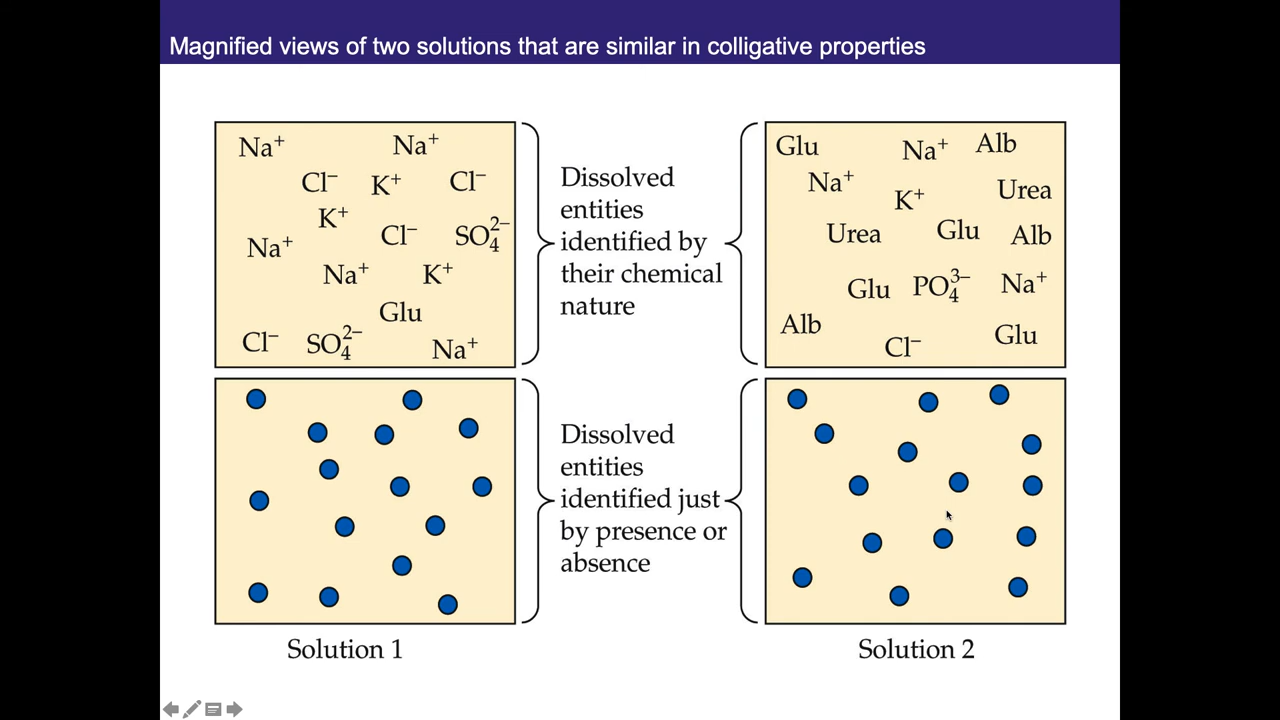 Magnified views of two solutions that are similar in colligative properties
Na⁺ Na⁺
Cl⁻ K⁺ Cl⁻
K⁺
Cl⁻ SO₄²⁻
Na⁺
Na⁺ K⁺
Glu
Cl⁻ SO₄²⁻ Na⁺
Dissolved
entities
identified by
their chemical
nature
Glu Na⁺ Alb
Na⁺ K⁺ Urea
Urea Glu Alb
Glu PO₄³⁻ Na⁺
Alb Cl⁻ Glu
Dissolved
entities
identified just
by presence or
absence
Solution 1
Solution 2